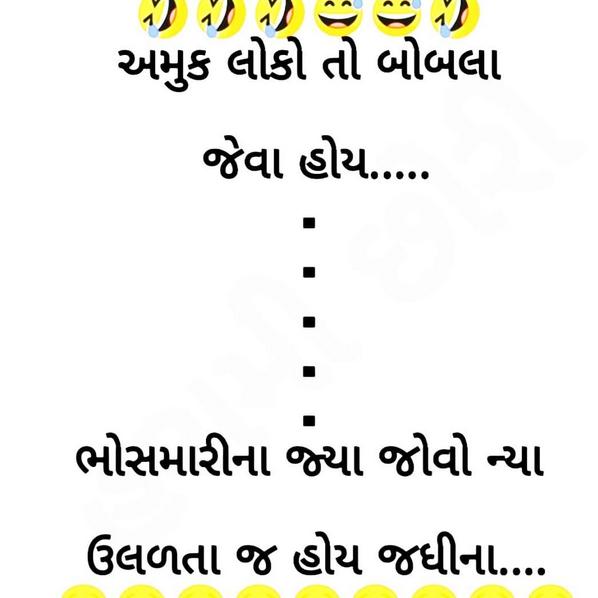 અમુક લોકો તો બોબલા
જેવા હોય.....
ભોસમારીના જ્યા જોવો ન્યા
ઉલળતા જ હોય જધીના....